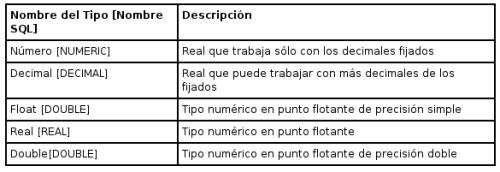 Nombre del Tipo [Nombre SQL] Descripción
Número [NUMERIC] Real que trabaja sólo con los decimales fijados
Decimal [DECIMAL] Real que puede trabajar con más decimales de los fijados
Float [DOUBLE] Tipo numérico en punto flotante de precisión simple
Real [REAL] Tipo numérico en punto flotante
Double[DOUBLE] Tipo numérico en punto flotante de precisión doble